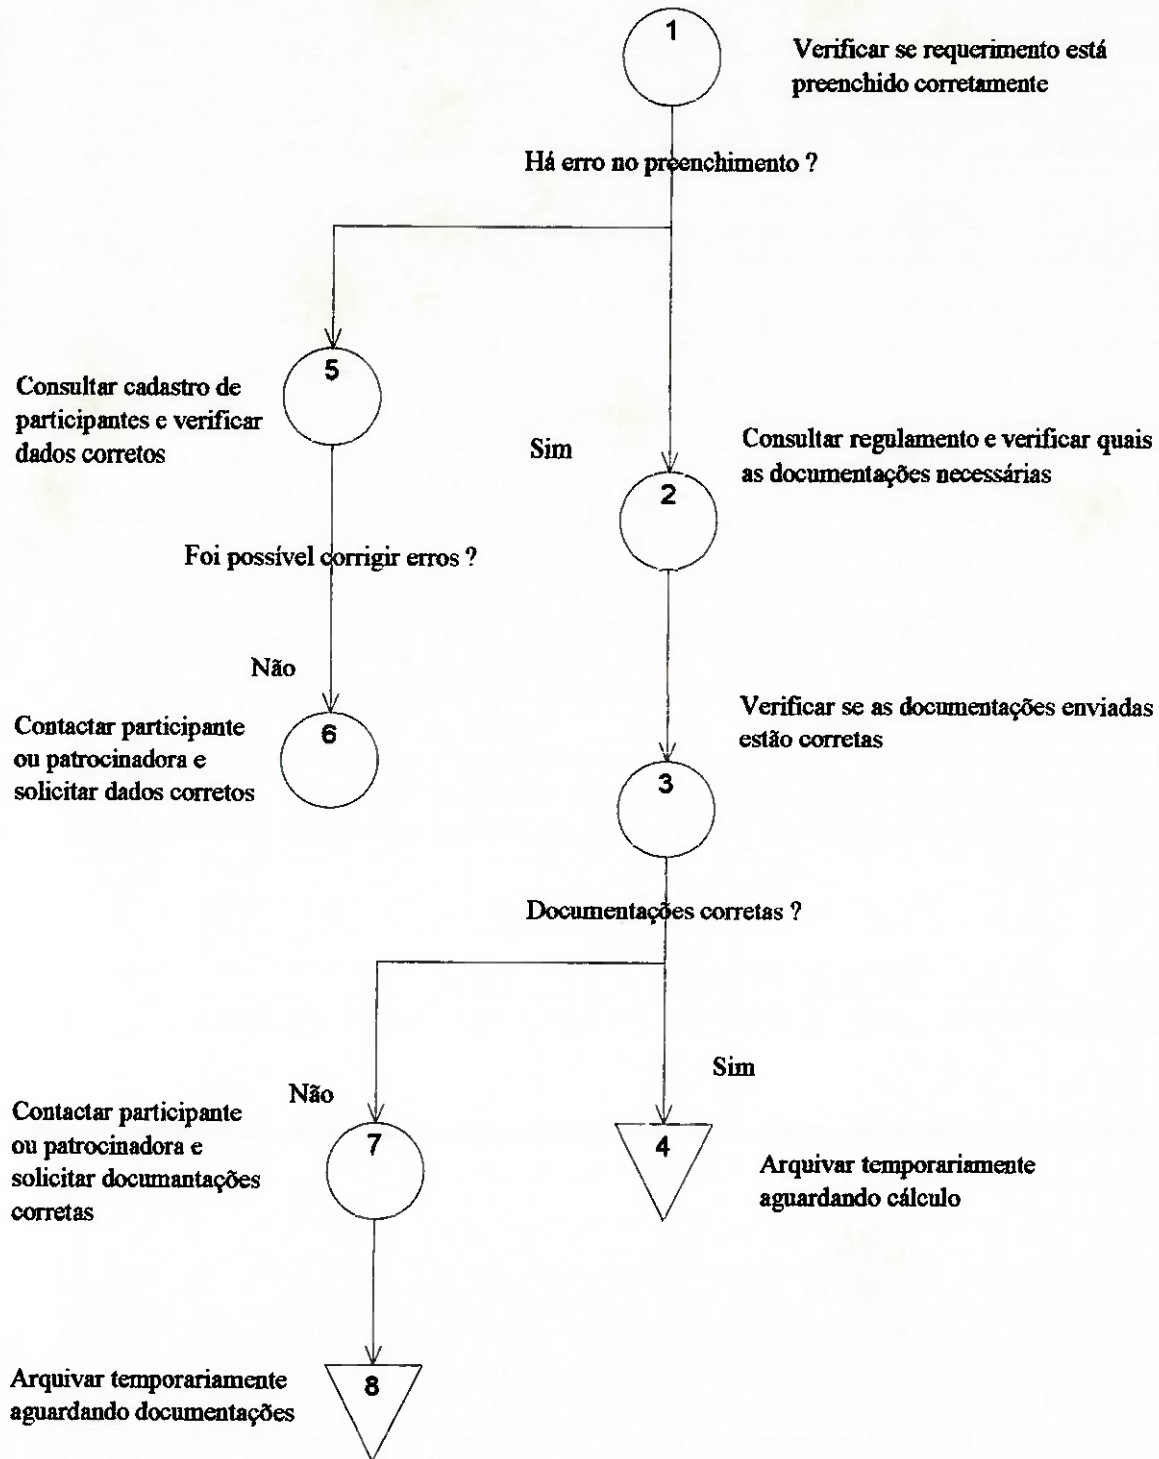 1
Verificar se requerimento está
preenchido corretamente
Há erro no preenchimento ?
5
Consultar cadastro de
participantes e verificar
dados corretos
Sim
Consultar regulamento e verificar quais
as documentações necessárias
2
Foi possível corrigir erros ?
Não
Contactar participante
ou patrocinadora e
solicitar dados corretos
6
Verificar se as documentações enviadas
estão corretas
3
Documentações corretas ?
Não
Sim
Contactar participante
ou patrocinadora e
solicitar documantações
corretas
7
4
Arquivar temporariamente
aguardando cálculo
Arquivar temporariamente
aguardando documentações
8